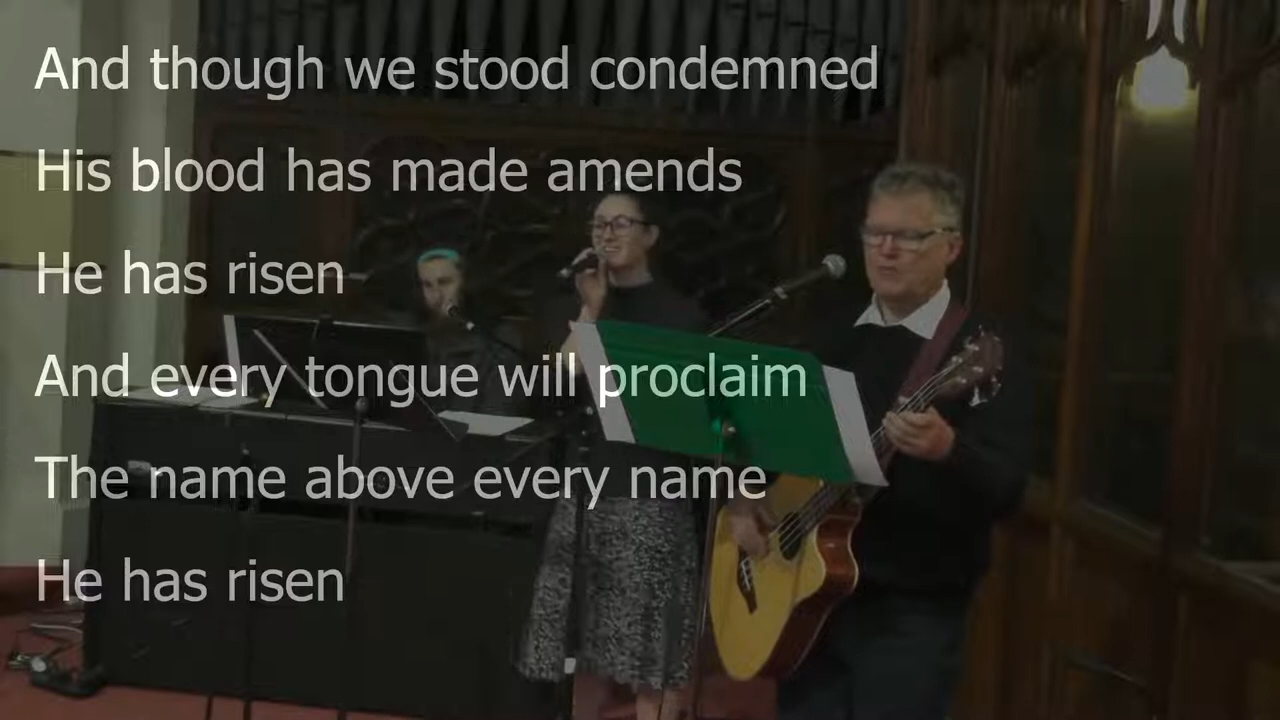 And though we stood condemned
His blood has made amends
He has risen
And every tongue will proclaim
The name above every name
He has risen